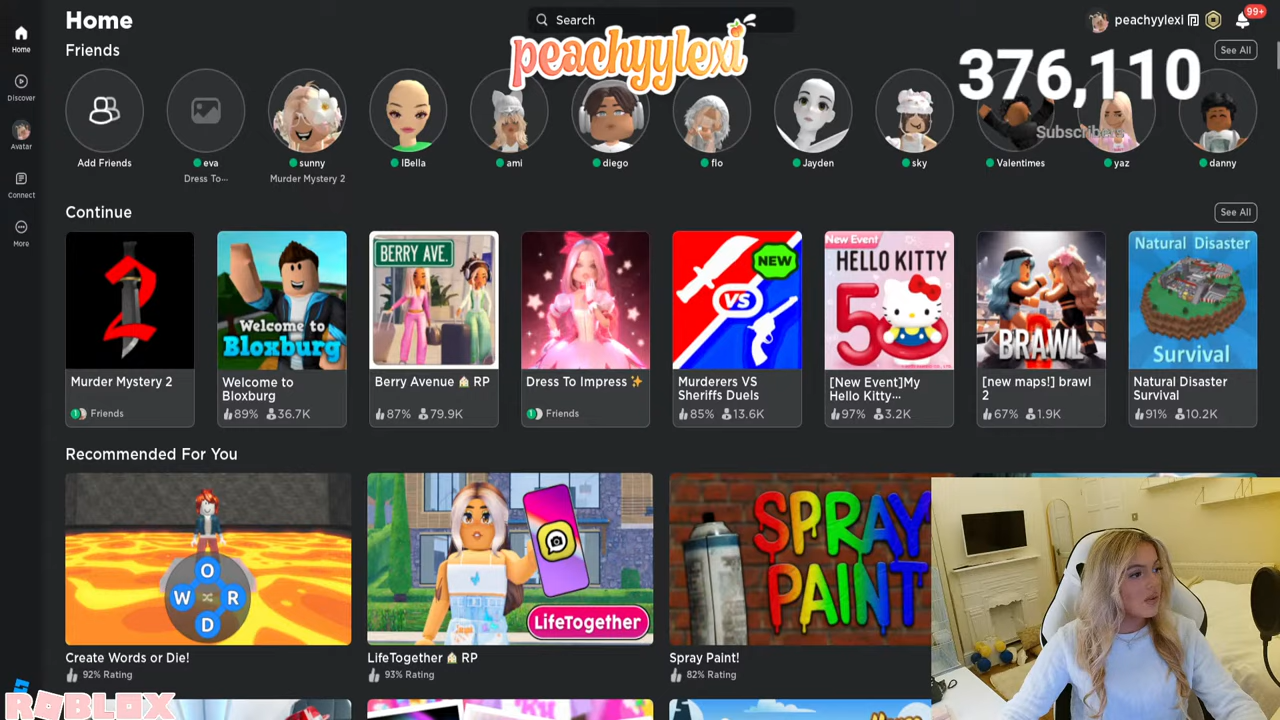 Home
Search
peachyylexi
99+
Home
Friends
peachyylexi
376,110
Subscribers
See All
Discover
Avatar
Connect
More
Add Friends
eva
Dress To...
sunny
Murder Mystery 2
IBella
ami
diego
flo
Jayden
sky
Valentimes
yaz
danny
Continue
See All
2
Welcome to
Bloxburg
BERRY AVE.
NEW
VS
New Event
HELLO KITTY
50
BRAWL
Natural Disaster
Survival
Murder Mystery 2
Friends
Welcome to
Bloxburg
89% 36.7K
Berry Avenue 🏠 RP
87% 79.9K
Dress To Impress ✨
Friends
Murderers VS
Sheriffs Duels
85% 13.6K
[New Event]My
Hello Kitty...
97% 3.2K
[new maps!] brawl
2
67% 1.9K
Natural Disaster
Survival
91% 10.2K
Recommended For You
O
W R
D
LifeTogether
SPRAY
PAINT
Create Words or Die!
92% Rating
LifeTogether 🏠 RP
93% Rating
Spray Paint!
82% Rating
ROBLOX